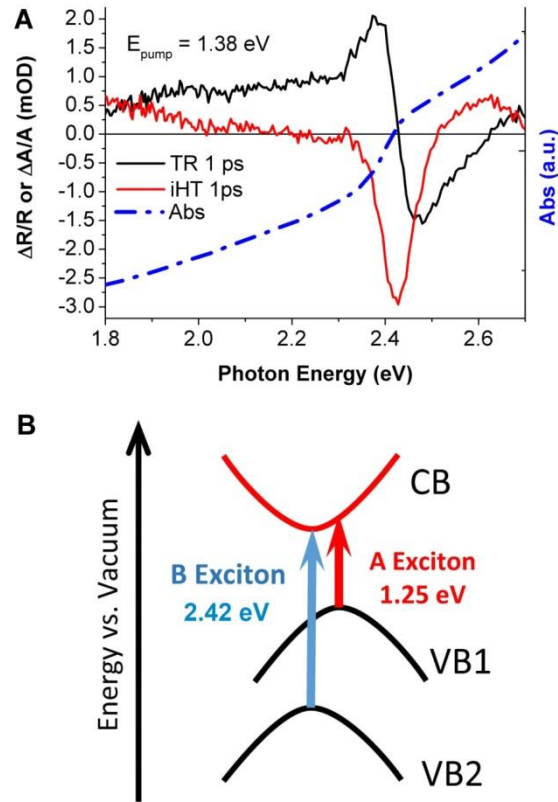 A
E_pump = 1.38 eV
ΔR/R or ΔA/A (mOD)
2.0
1.5
1.0
0.5
0.0
-0.5
-1.0
-1.5
-2.0
-2.5
-3.0
TR 1 ps
iHT 1ps
Abs
Abs (a.u.)
1.8 2.0 2.2 2.4 2.6
Photon Energy (eV)
B
Energy vs. Vacuum
CB
B Exciton
2.42 eV
A Exciton
1.25 eV
VB1
VB2